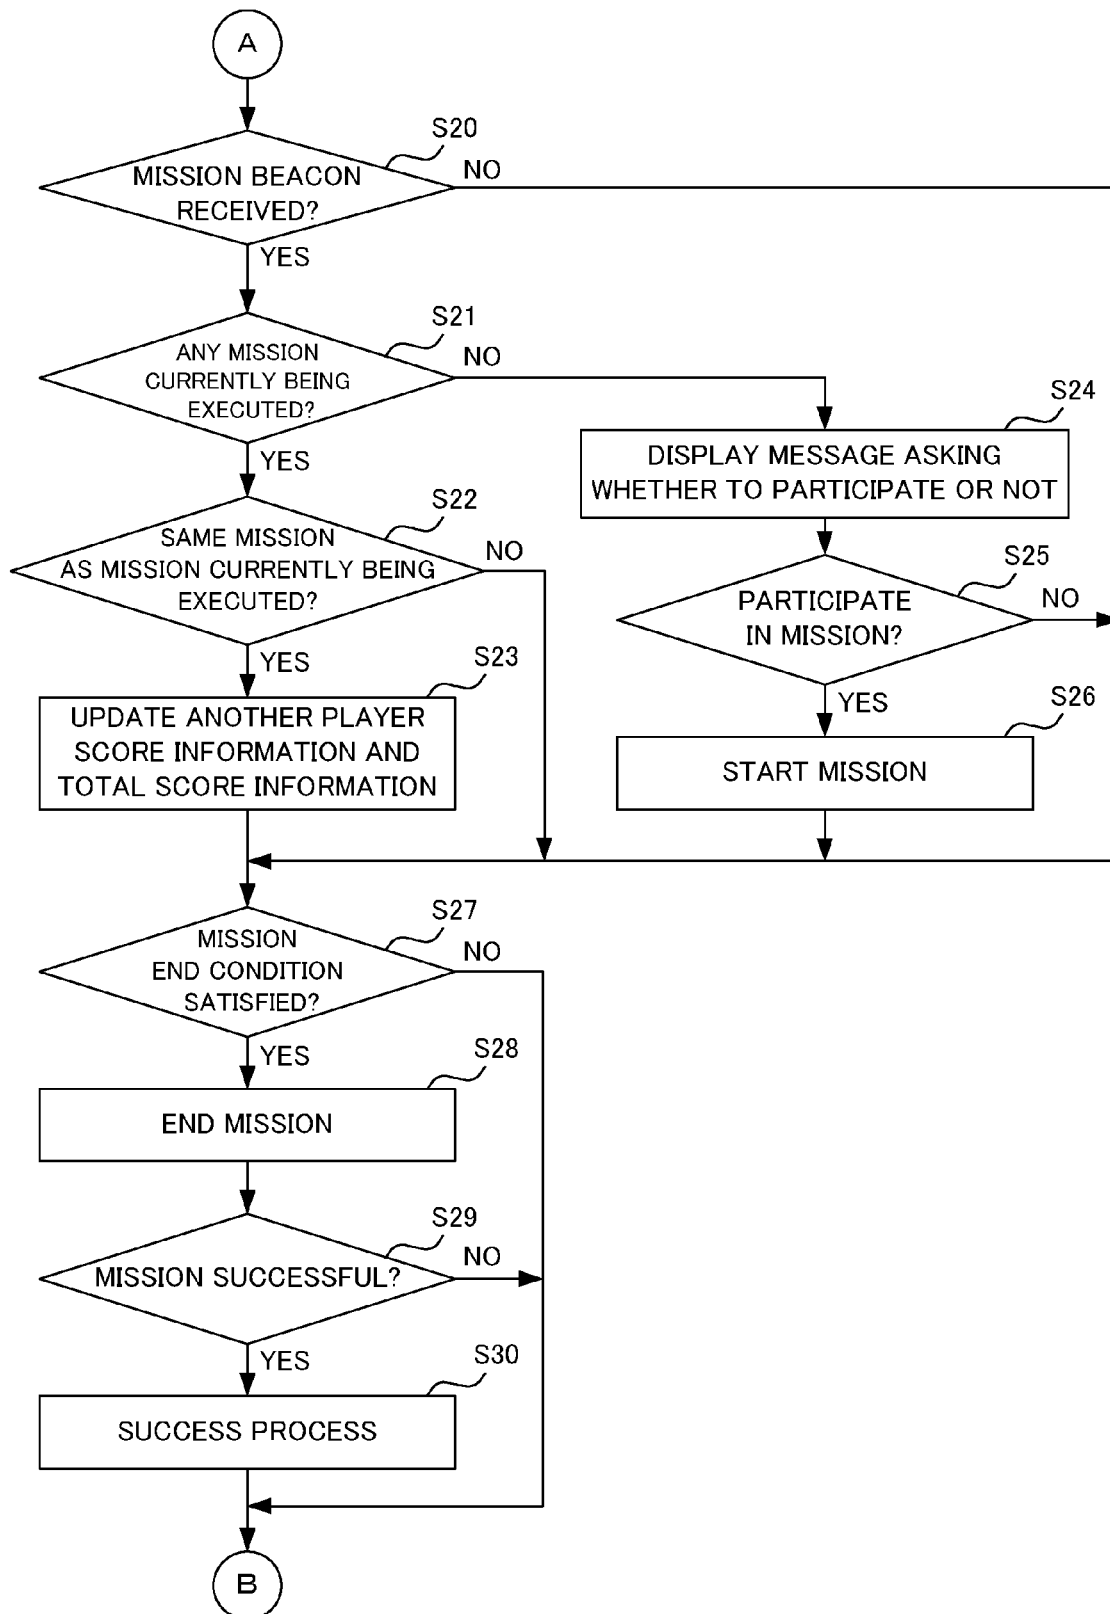 A
S20
MISSION BEACON
RECEIVED?
NO
YES
S21
ANY MISSION
CURRENTLY BEING
EXECUTED?
NO
YES
S24
DISPLAY MESSAGE ASKING
WHETHER TO PARTICIPATE OR NOT
S22
SAME MISSION
AS MISSION CURRENTLY BEING
EXECUTED?
NO
YES
S25
PARTICIPATE
IN MISSION?
NO
YES
S23
UPDATE ANOTHER PLAYER
SCORE INFORMATION AND
TOTAL SCORE INFORMATION
S26
START MISSION
S27
MISSION
END CONDITION
SATISFIED?
NO
YES
S28
END MISSION
S29
MISSION SUCCESSFUL?
NO
YES
S30
SUCCESS PROCESS
B